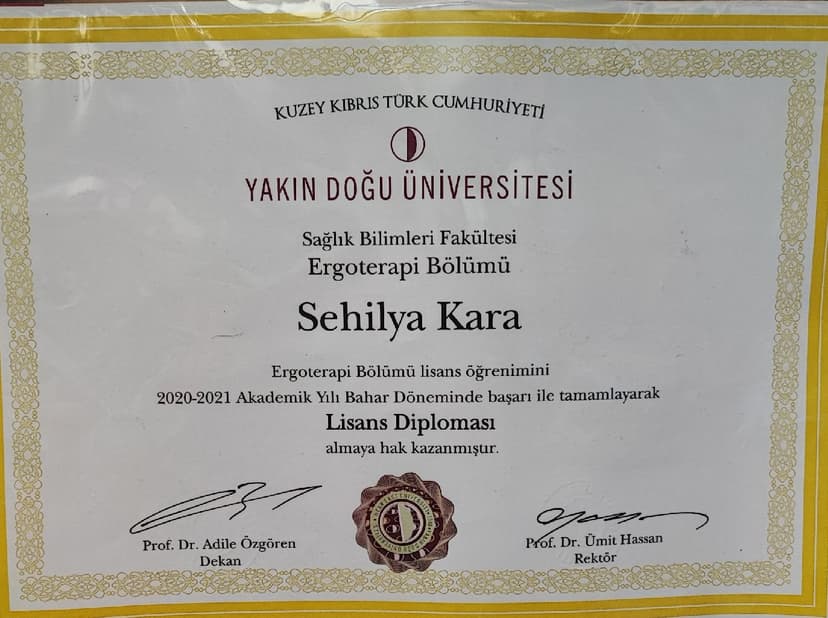 KUZEY KIBRIS TÜRK CUMHURİYETİ
YAKIN DOĞU ÜNİVERSİTESİ
Sağlık Bilimleri Fakültesi
Ergoterapi Bölümü
Sehilya Kara
Ergoterapi Bölümü lisans öğrenimini
2020-2021 Akademik Yılı Bahar Döneminde başarı ile tamamlayarak
Lisans Diploması
almaya hak kazanmıştır.
Prof. Dr. Adile Özgören
Dekan
Prof. Dr. Ümit Hassan
Rektör